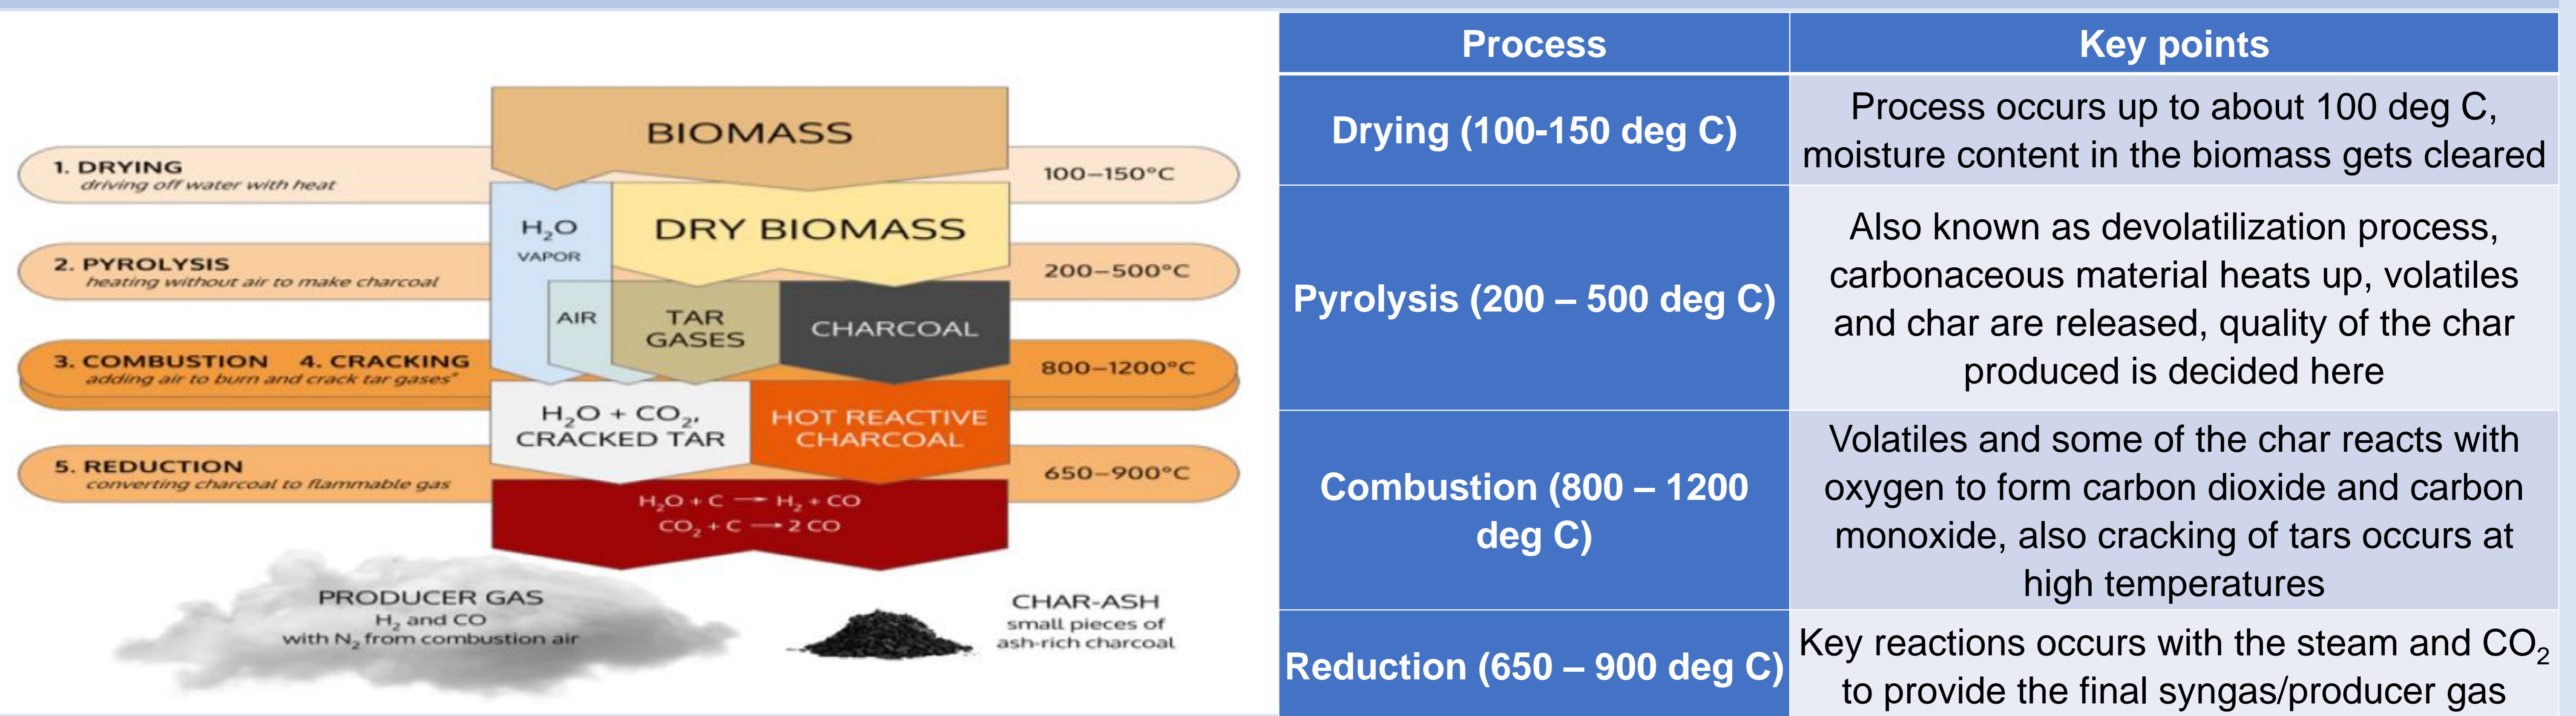 BIOMASS
1. DRYING
driving off water with heat
100–150°C
H₂O
VAPOR
DRY BIOMASS
2. PYROLYSIS
heating without air to make charcoal
200–500°C
AIR
TAR
GASES
CHARCOAL
3. COMBUSTION 4. CRACKING
adding air to burn and crack tar gases"
800–1200°C
H₂O + CO₂,
CRACKED TAR
HOT REACTIVE
CHARCOAL
5. REDUCTION
converting charcoal to flammable gas
650–900°C
H₂O + C → H₂ + CO
CO₂ + C → 2 CO
PRODUCER GAS
H₂ and CO
with N₂ from combustion air
CHAR-ASH
small pieces of
ash-rich charcoal
Process
Key points
Drying (100-150 deg C)
Process occurs up to about 100 deg C,
moisture content in the biomass gets cleared
Pyrolysis (200 – 500 deg C)
Also known as devolatilization process,
carbonaceous material heats up, volatiles
and char are released, quality of the char
produced is decided here
Combustion (800 – 1200
deg C)
Volatiles and some of the char reacts with
oxygen to form carbon dioxide and carbon
monoxide, also cracking of tars occurs at
high temperatures
Reduction (650 – 900 deg C)
Key reactions occurs with the steam and CO₂
to provide the final syngas/producer gas